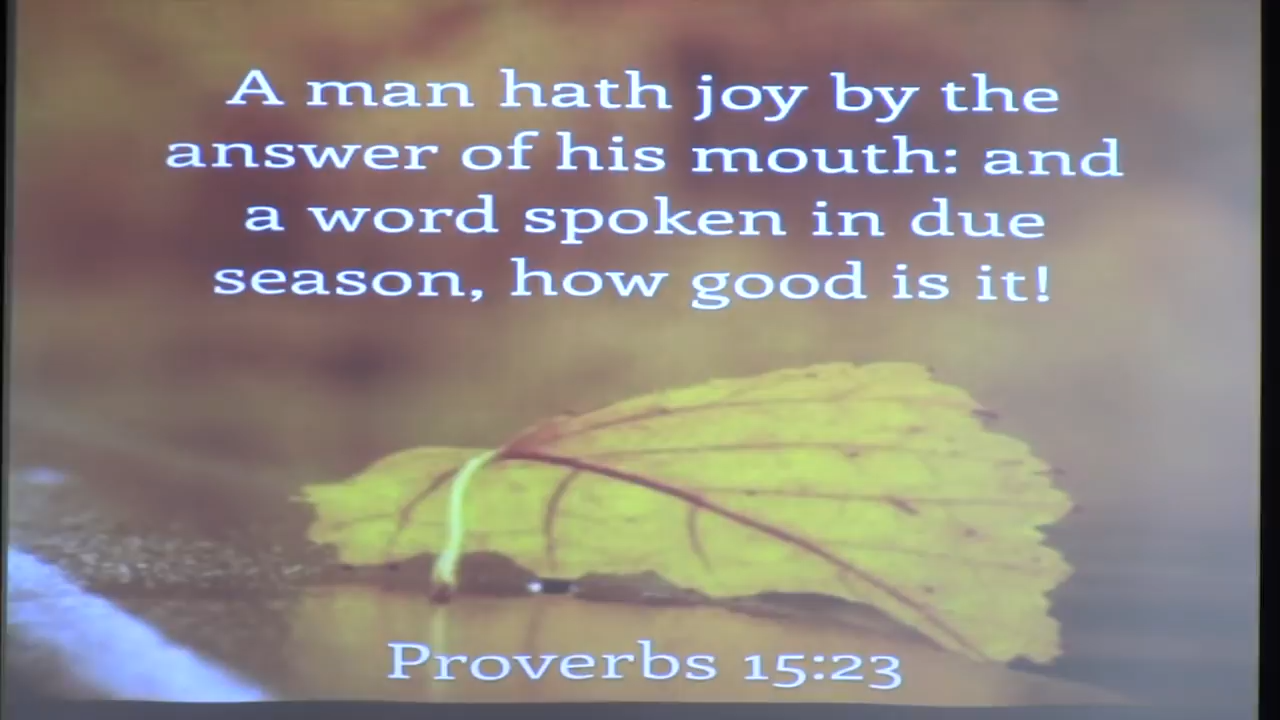 A man hath joy by the
answer of his mouth: and
a word spoken in due
season, how good is it!
Proverbs 15:23